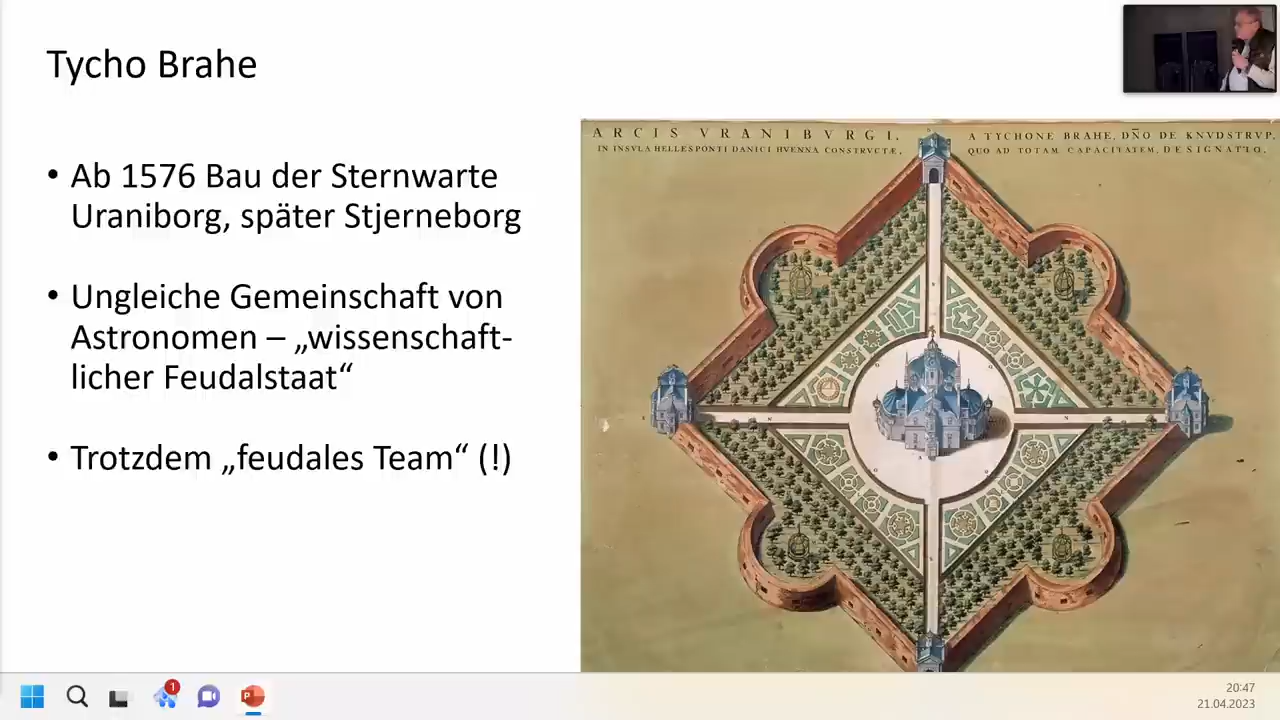 Tycho Brahe
• Ab 1576 Bau der Sternwarte
Uraniborg, später Stjerneborg
• Ungleiche Gemeinschaft von
Astronomen – „wissenschaft-
licher Feudalstaat“
• Trotzdem „feudales Team“ (!)
ARCIS VRANIBVRGI,
IN INSVLA HELLESPONTI DANICI HVENNA CONSTRVCTÆ,
A TYCHONE BRAHE, DÑO DE KNVDSTRVP,
QUO AD TOTAM CAPACITATEM, DESIGNATIO.
1
20:47
21.04.2023